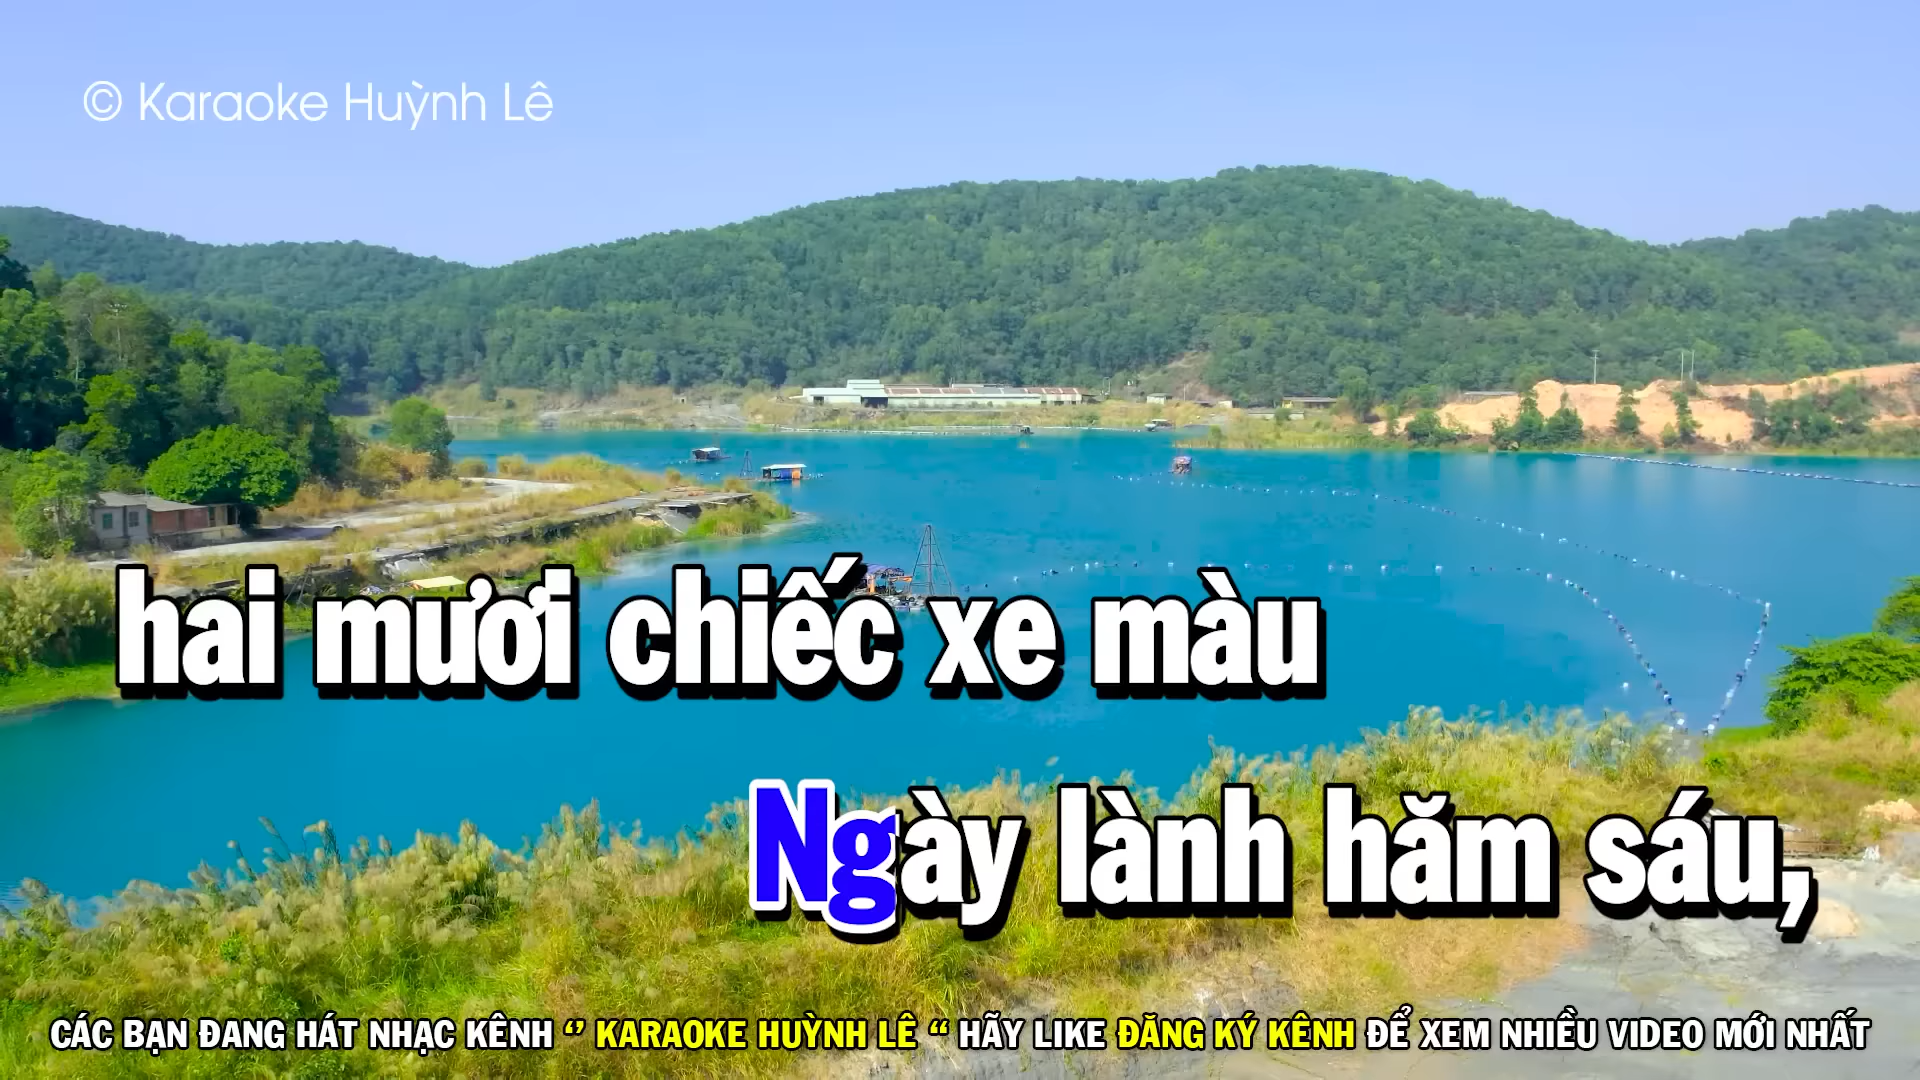 © Karaoke Huỳnh Lê
hai mươi chiếc xe màu
Ngày lành hăm sáu,
CÁC BẠN ĐANG HÁT NHẠC KÊNH ‘’ KARAOKE HUỲNH LÊ “ HÃY LIKE ĐĂNG KÝ KÊNH ĐỂ XEM NHIỀU VIDEO MỚI NHẤT